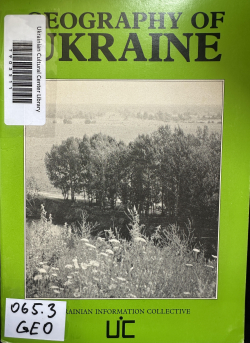 GEOGRAPHY OF
UKRAINE
Ukrainian Cultural Center Library
UKRAINIAN INFORMATION COLLECTIVE
UIC
065.3
GEO